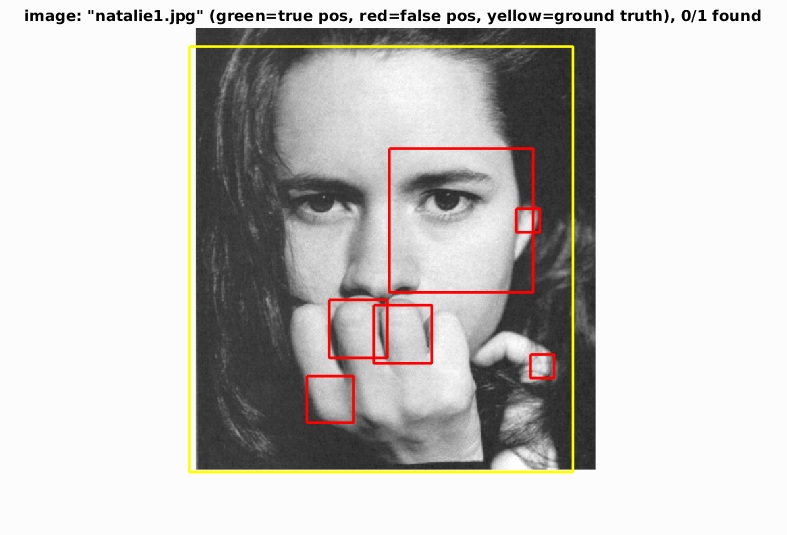 image: "natalie1.jpg" (green=true pos, red=false pos, yellow=ground truth), 0/1 found